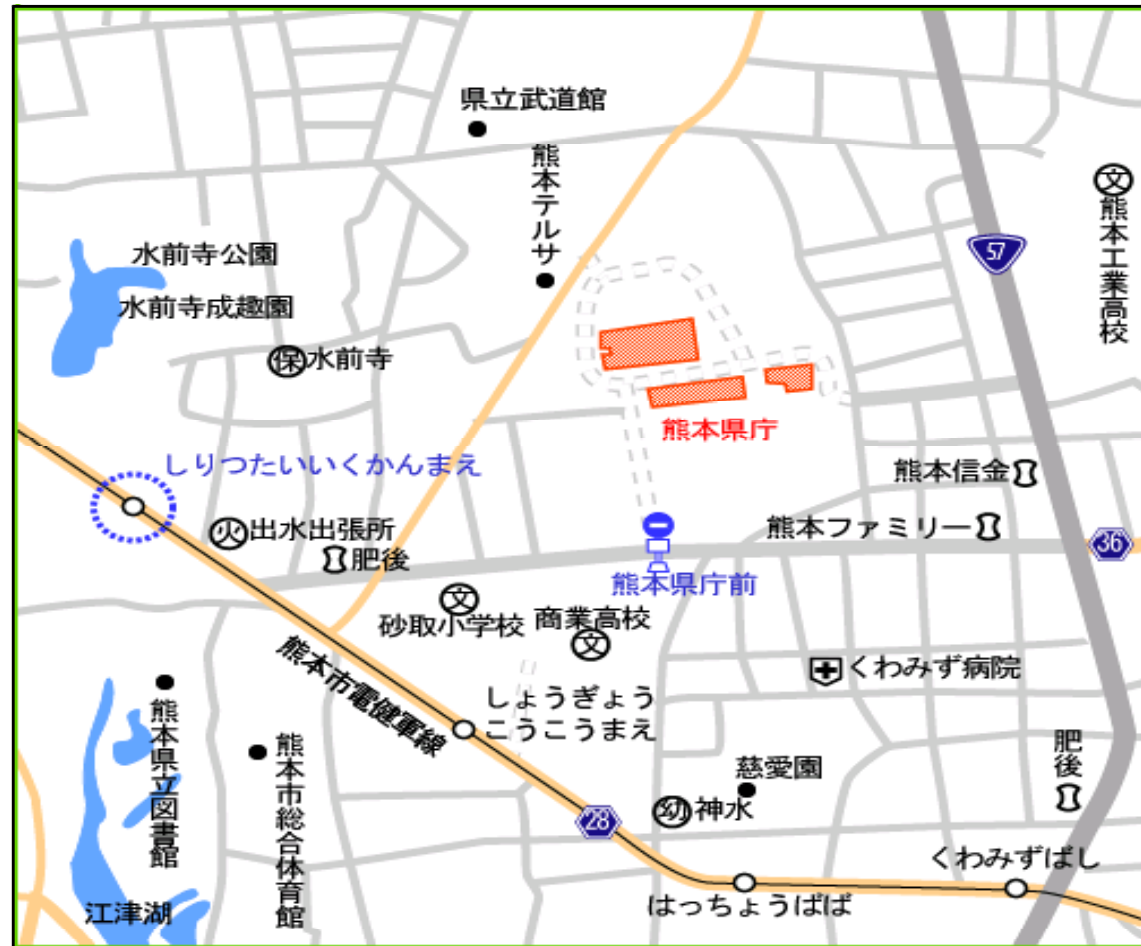 県立武道館
熊本テルサ
文
熊本工業高校
57
水前寺公園
水前寺成趣園
保
水前寺
熊本県庁
しりつたいいくかんまえ
熊本信金
火
出水出張所
肥後
熊本ファミリー
36
熊本県庁前
文
砂取小学校
商業高校
文
熊本市電健軍線
くわみず病院
しょうぎょう
こうこうまえ
熊本県立図書館
熊本市総合体育館
肥後
慈愛園
幼
神水
28
くわみずばし
はっちょうばば
江津湖